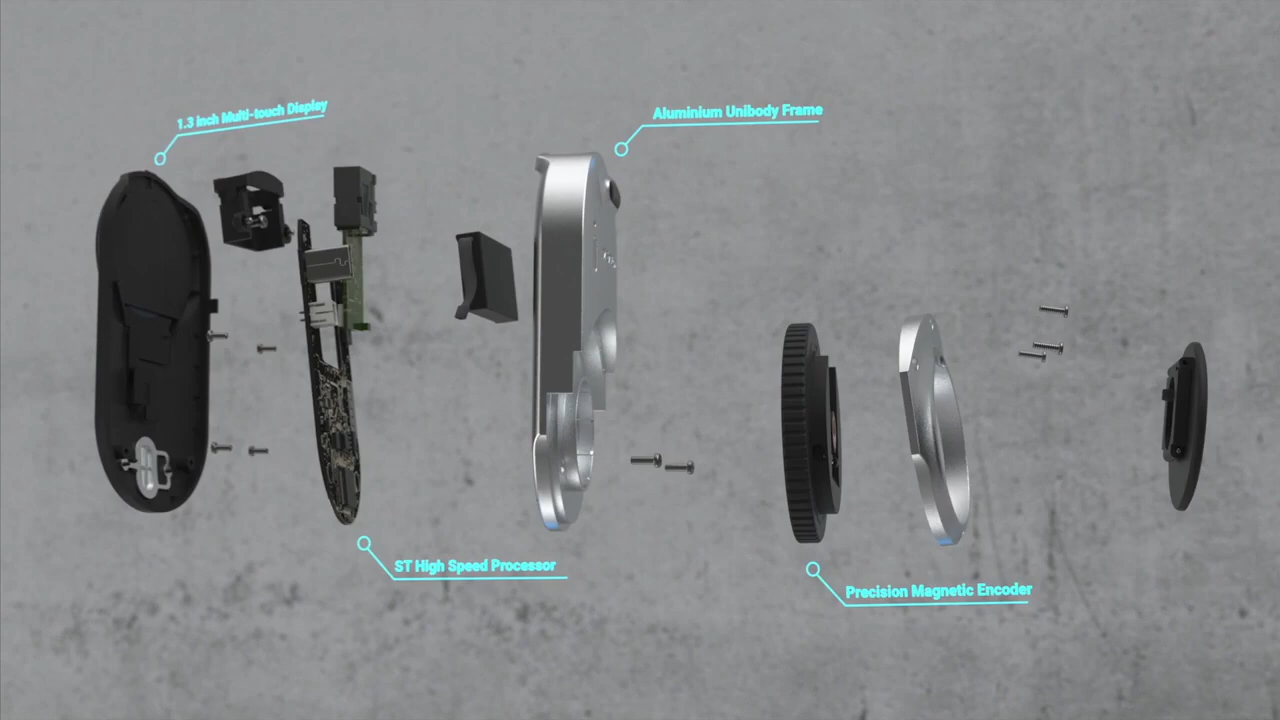 1.3 inch Multi-touch Display
Aluminium Unibody Frame
ST High Speed Processor
Precision Magnetic Encoder